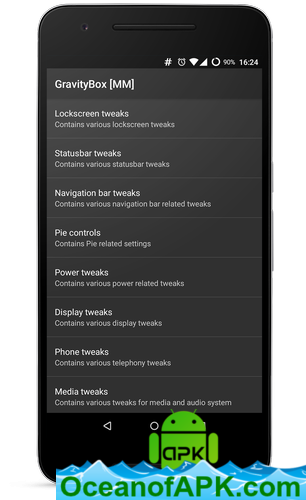 # 90% 16:24
GravityBox [MM]
Lockscreen tweaks
Contains various lockscreen tweaks
Statusbar tweaks
Contains various statusbar tweaks
Navigation bar tweaks
Contains various navigation bar related tweaks
Pie controls
Contains Pie related settings
Power tweaks
Contains various power related tweaks
Display tweaks
Contains various display tweaks
Phone tweaks
Contains various telephony tweaks
Media tweaks
Contains various tweaks for media and audio system
APK
OceanofAPK.com